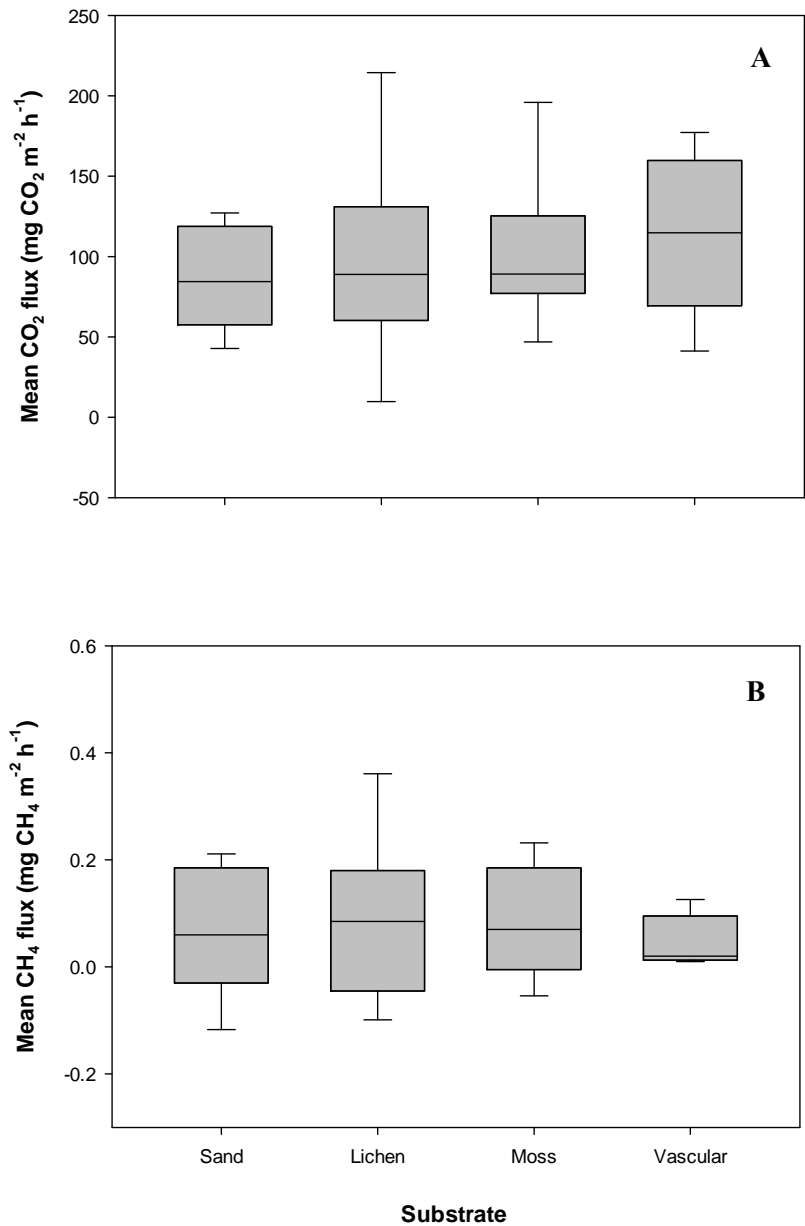 A
Mean CO₂ flux (mg CO₂ m⁻² h⁻¹)
250
200
150
100
50
0
-50
B
Mean CH₄ flux (mg CH₄ m⁻² h⁻¹)
0.6
0.4
0.2
0.0
-0.2
Sand Lichen Moss Vascular
Substrate